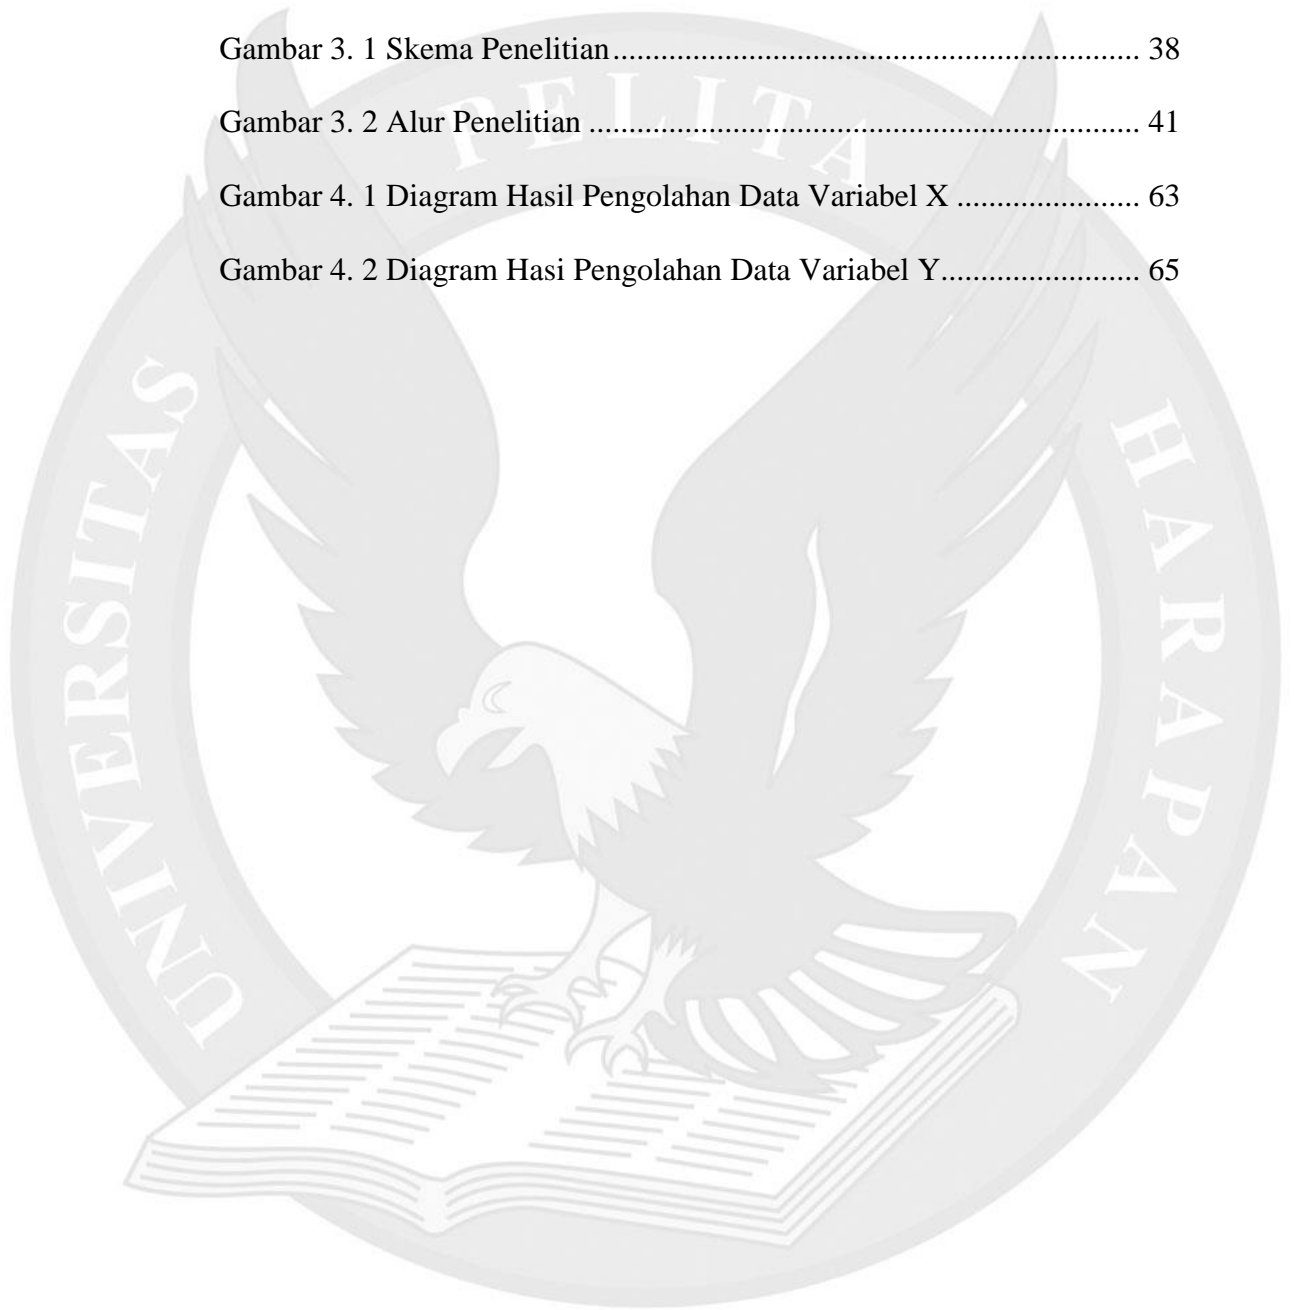 Gambar 3. 1 Skema Penelitian.................................................................. 38
Gambar 3. 2 Alur Penelitian ..................................................................... 41
Gambar 4. 1 Diagram Hasil Pengolahan Data Variabel X ....................... 63
Gambar 4. 2 Diagram Hasi Pengolahan Data Variabel Y......................... 65
UNIVERSITAS PELITA HARAPAN